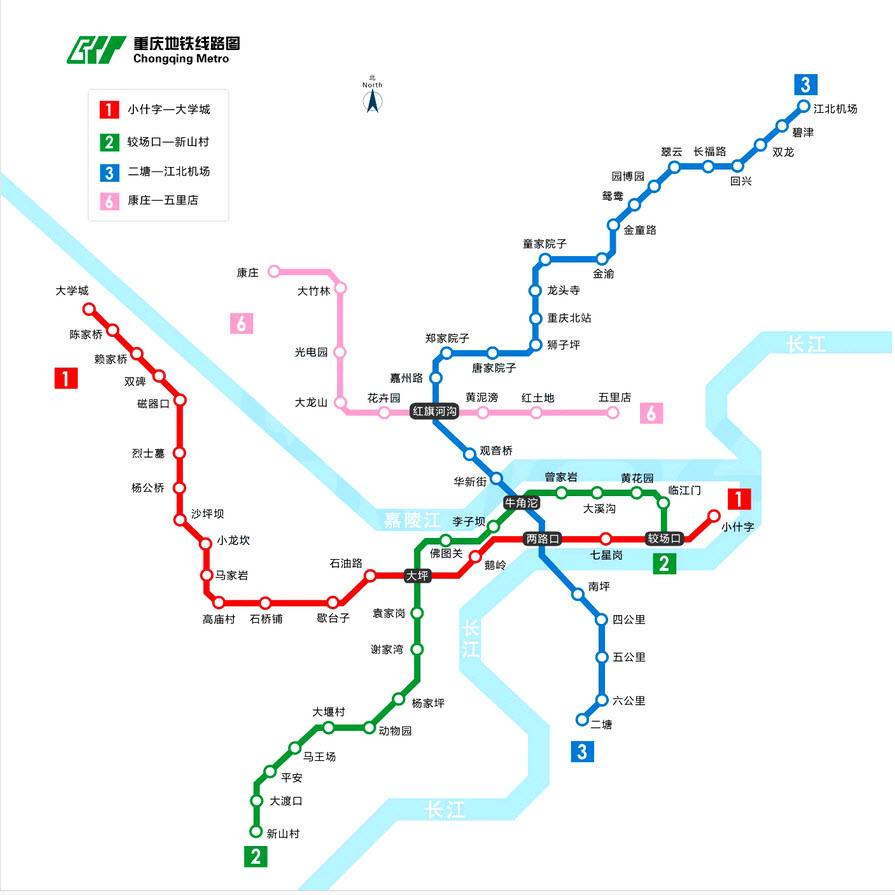 重庆地铁线路图
Chongqing Metro
北
North
1 小什字—大学城
2 较场口—新山村
3 二塘—江北机场
6 康庄—五里店
3
江北机场
碧津
双龙
回兴
长福路
翠云
园博园
鸳鸯
金童路
金渝
童家院子
龙头寺
重庆北站
狮子坪
唐家院子
郑家院子
嘉州路
红旗河沟
观音桥
华新街
牛角沱
两路口
南坪
四公里
五公里
六公里
二塘
3
康庄
大竹林
6
光电园
大龙山
花卉园
黄泥滂
红土地
五里店
6
大学城
陈家桥
赖家桥
1
双碑
磁器口
烈士墓
杨公桥
沙坪坝
小龙坎
马家岩
高庙村
石桥铺
歇台子
石油路
大坪
鹅岭
七星岗
较场口
小什字
1
临江门
黄花园
大溪沟
曾家岩
李子坝
佛图关
2
袁家岗
谢家湾
杨家坪
动物园
大堰村
马王场
平安
大渡口
新山村
2
长江
嘉陵江
长江
长江